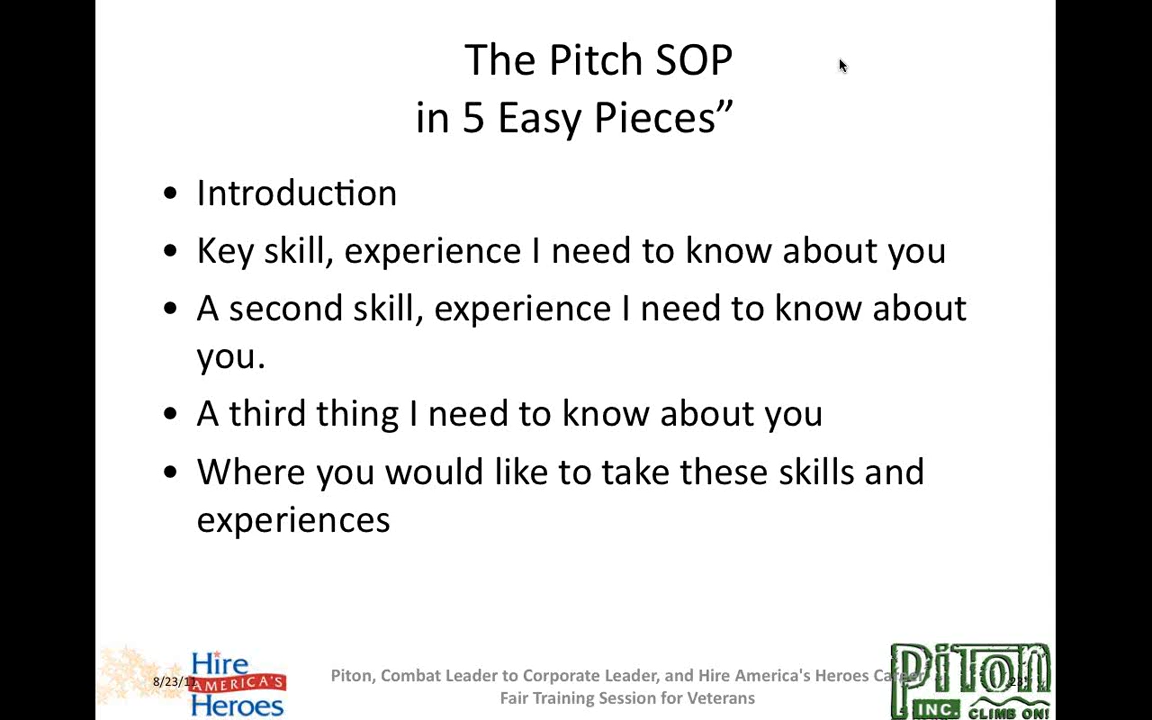 The Pitch SOP
in 5 Easy Pieces”
• Introduction
• Key skill, experience I need to know about you
• A second skill, experience I need to know about
you.
• A third thing I need to know about you
• Where you would like to take these skills and
experiences
Hire
AMERICA'S
Heroes
8/23/1
Piton, Combat Leader to Corporate Leader, and Hire America's Heroes Career
Fair Training Session for Veterans
Piton
INC. CLIMB ON!